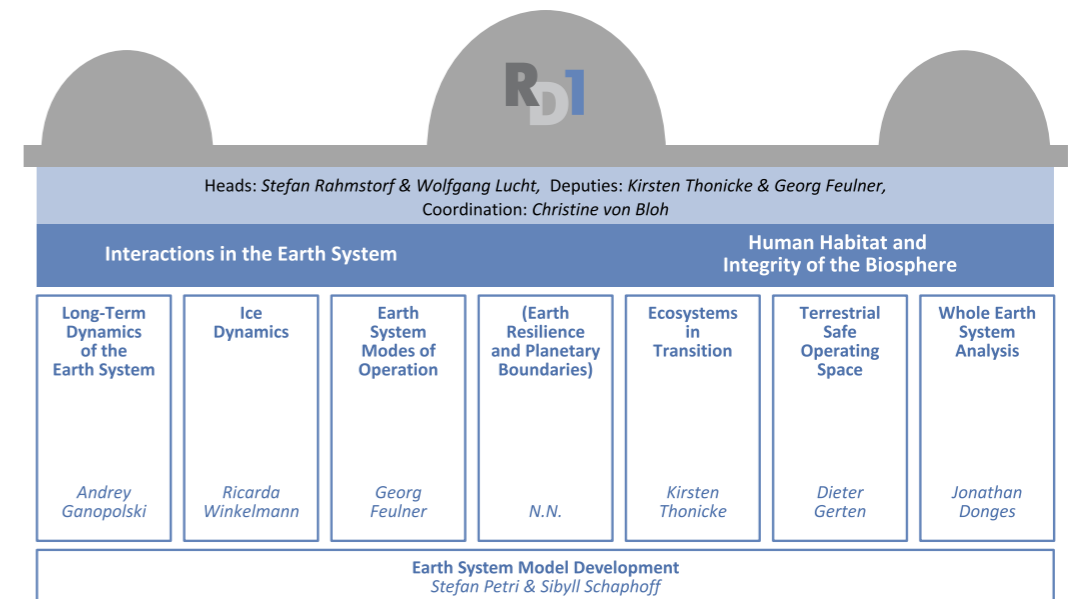 RD1
Heads: Stefan Rahmstorf & Wolfgang Lucht, Deputies: Kirsten Thonicke & Georg Feulner,
Coordination: Christine von Bloh
Interactions in the Earth System
Human Habitat and
Integrity of the Biosphere
Long-Term
Dynamics
of the
Earth System
Andrey
Ganopolski
Ice
Dynamics
Ricarda
Winkelmann
Earth
System
Modes of
Operation
Georg
Feulner
(Earth
Resilience
and Planetary
Boundaries)
N.N.
Ecosystems
in
Transition
Kirsten
Thonicke
Terrestrial
Safe
Operating
Space
Dieter
Gerten
Whole Earth
System
Analysis
Jonathan
Donges
Earth System Model Development
Stefan Petri & Sibyll Schaphoff